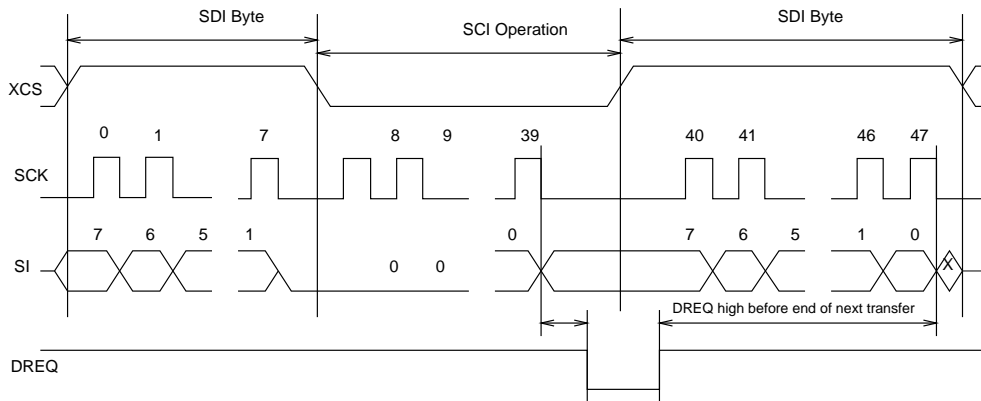 SDI Byte
SCI Operation
SDI Byte
XCS
0 1 7 8 9 39 40 41 46 47
SCK
7 6 5 1 0 7 6 5 1 0
SI 0 0 X
DREQ high before end of next transfer
DREQ